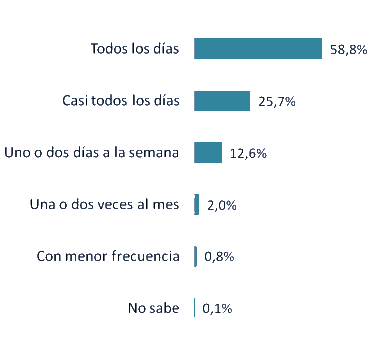 Todos los días 58,8%
Casi todos los días 25,7%
Uno o dos días a la semana 12,6%
Una o dos veces al mes 2,0%
Con menor frecuencia 0,8%
No sabe 0,1%